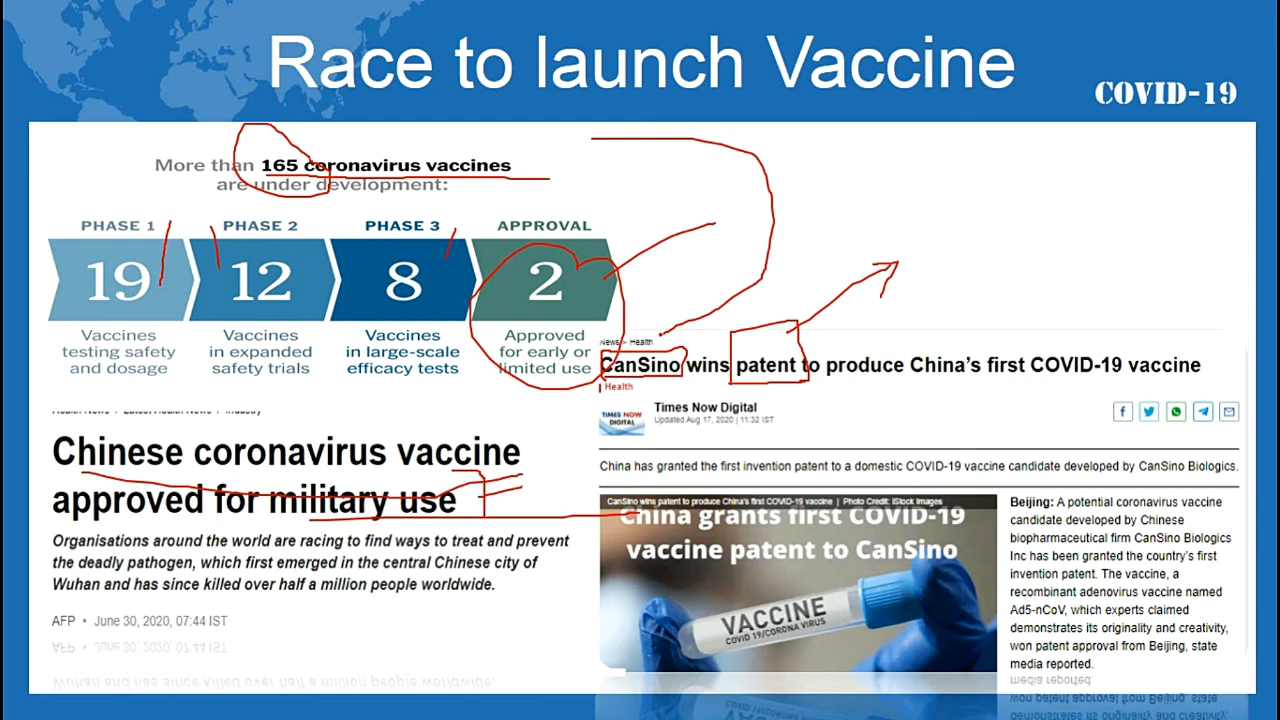 Race to launch Vaccine
COVID-19
More than 165 coronavirus vaccines
are under development:
PHASE 1
PHASE 2
PHASE 3
APPROVAL
19
12
8
2
Vaccines
testing safety
and dosage
Vaccines
in expanded
safety trials
Vaccines
in large-scale
efficacy tests
Approved
for early or
limited use
Chinese coronavirus vaccine
approved for military use
Organisations around the world are racing to find ways to treat and prevent
the deadly pathogen, which first emerged in the central Chinese city of
Wuhan and has since killed over half a million people worldwide.
AFP • June 30, 2020, 07:44 IST
News > Health
CanSino wins patent to produce China's first COVID-19 vaccine
Health
TIMES NOW
DIGITAL
Times Now Digital
Updated Aug 17, 2020 | 11:32 IST
China has granted the first invention patent to a domestic COVID-19 vaccine candidate developed by CanSino Biologics.
CanSino wins patent to produce China's first COVID-19 vaccine | Photo Credit: iStock Images
China grants first COVID-19
vaccine patent to CanSino
VACCINE
COVID 19/CORONA VIRUS
Beijing: A potential coronavirus vaccine
candidate developed by Chinese
biopharmaceutical firm CanSino Biologics
Inc has been granted the country's first
invention patent. The vaccine, a
recombinant adenovirus vaccine named
Ad5-nCoV, which experts claimed
demonstrates its originality and creativity,
won patent approval from Beijing, state
media reported.